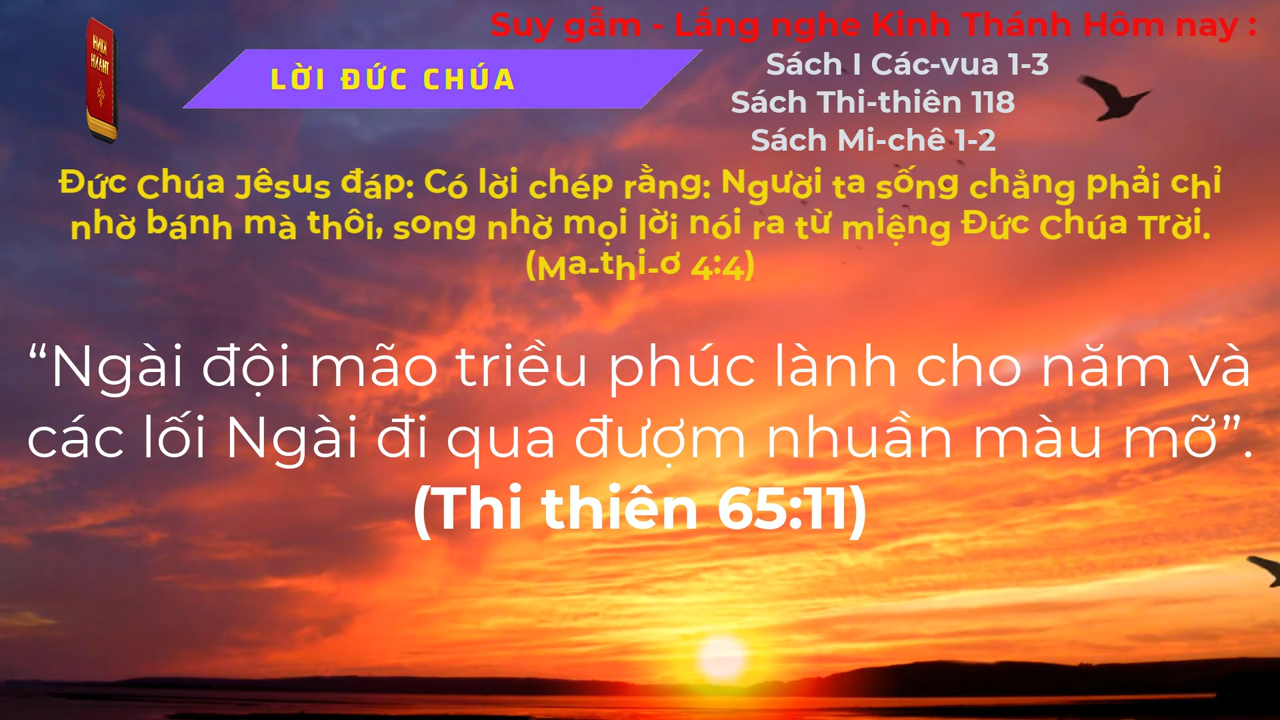 Suy gẫm - Lắng nghe Kinh Thánh Hôm nay :
LỜI ĐỨC CHÚA
Sách I Các-vua 1-3
Sách Thi-thiên 118
Sách Mi-chê 1-2
KINH
THÁNH
Đức Chúa Jêsus đáp: Có lời chép rằng: Người ta sống chẳng phải chỉ
nhờ bánh mà thôi, song nhờ mọi lời nói ra từ miệng Đức Chúa Trời.
(Ma-thi-ơ 4:4)
“Ngài đội mão triều phúc lành cho năm và
các lối Ngài đi qua đượm nhuần màu mỡ”.
(Thi thiên 65:11)